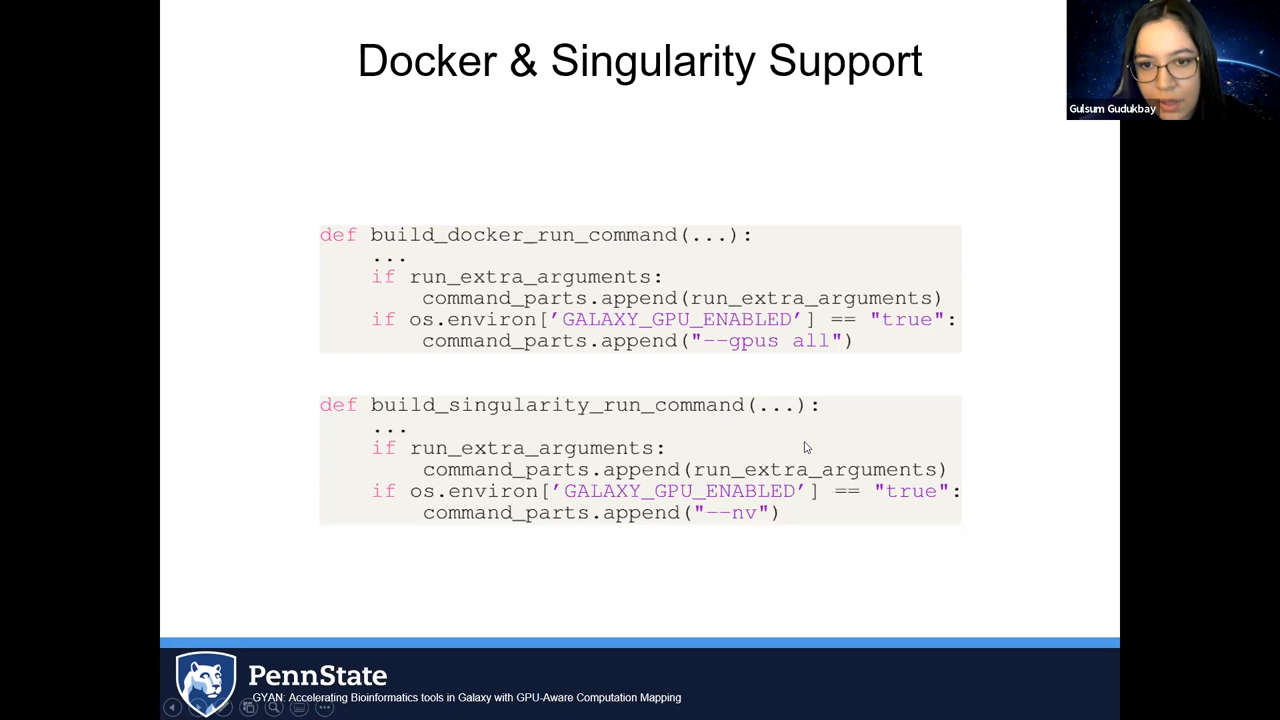 Docker & Singularity Support
Gulsum Gudukbay
def build_docker_run_command(...):
...
if run_extra_arguments:
command_parts.append(run_extra_arguments)
if os.environ[’GALAXY_GPU_ENABLED’] == "true":
command_parts.append("--gpus all")
def build_singularity_run_command(...):
...
if run_extra_arguments:
command_parts.append(run_extra_arguments)
if os.environ[’GALAXY_GPU_ENABLED’] == "true":
command_parts.append("--nv")
PennState
GYAN: Accelerating Bioinformatics tools in Galaxy with GPU-Aware Computation Mapping